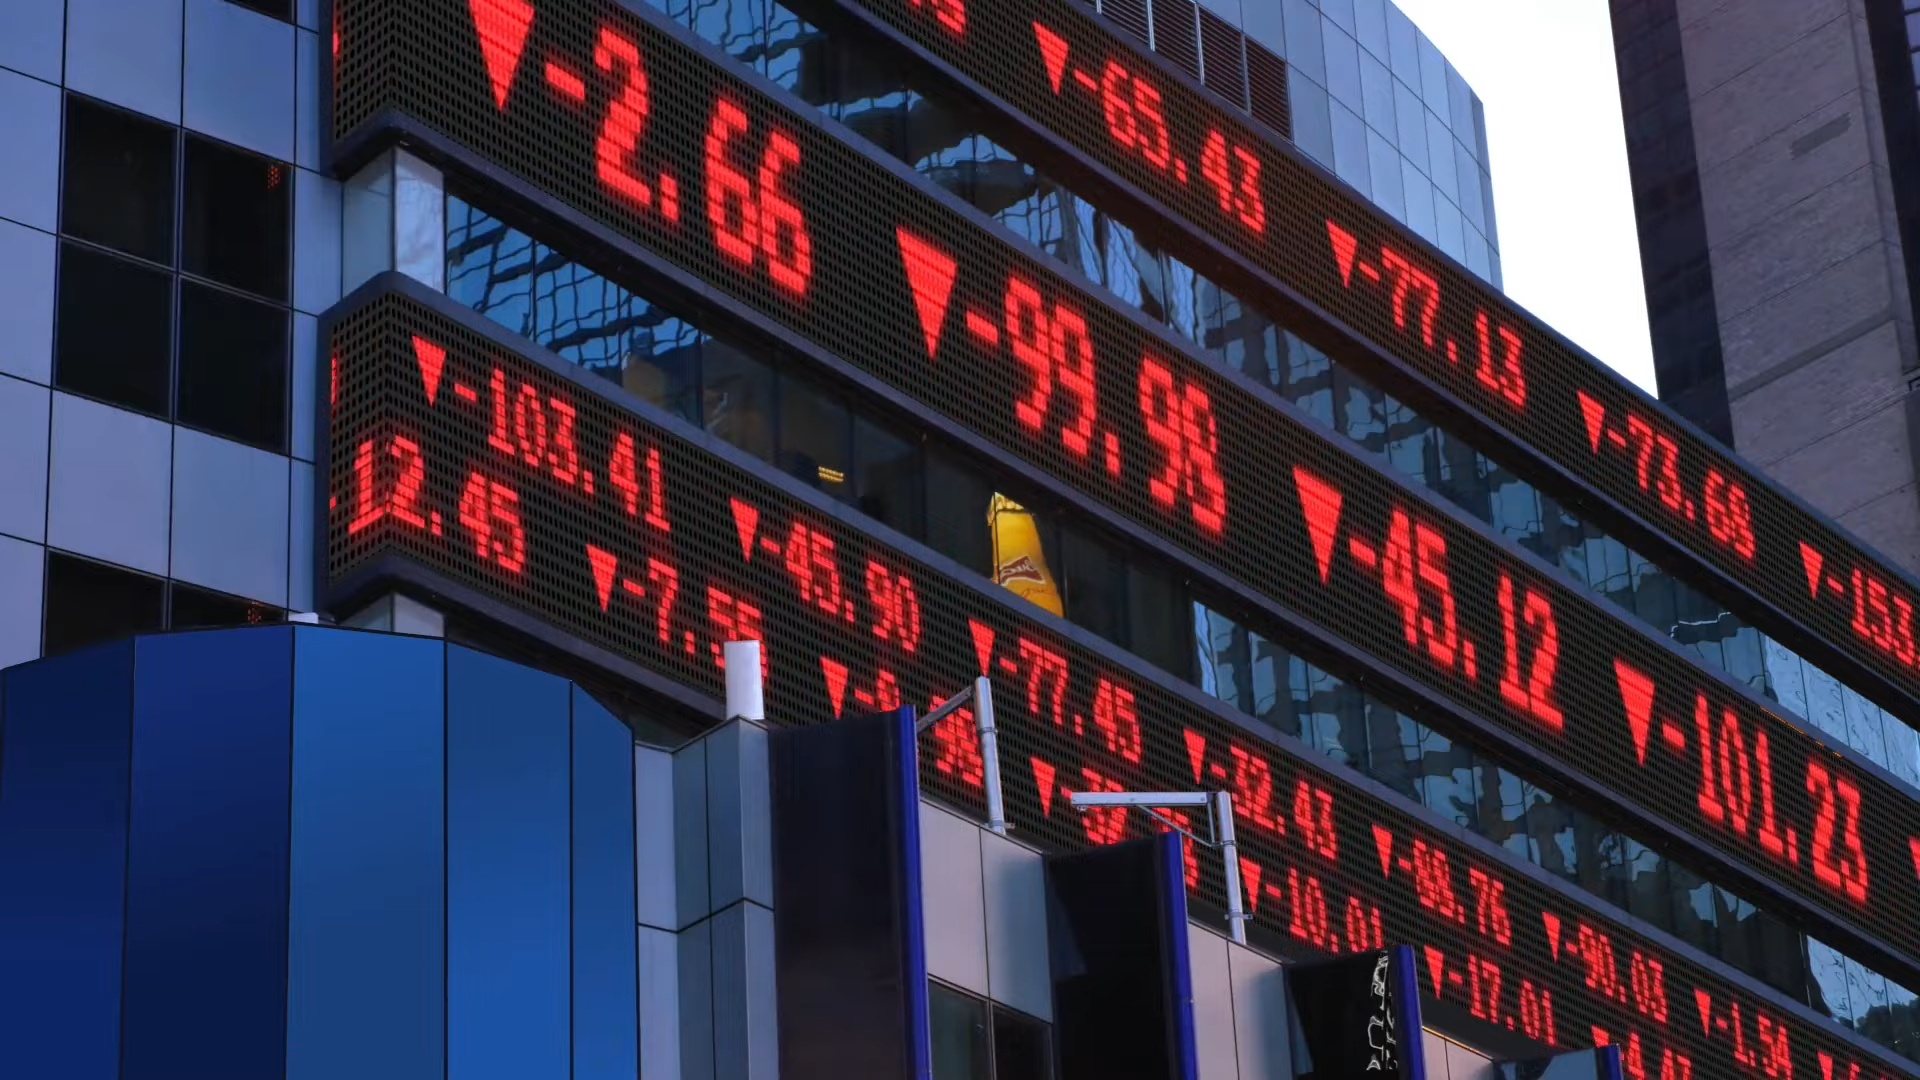 ▼-65.43 ▼-77.13 ▼-73.68 ▼-153
▼-2.66 ▼-99.98 ▼-45.12 ▼-101.23
▼-103.41 ▼-45.90 ▼-77.45 ▼-32.43 ▼-88.76 ▼-90.03 ▼-1.54
12.45 ▼-7.55 ▼ ▼ ▼-10.01 ▼-17.01